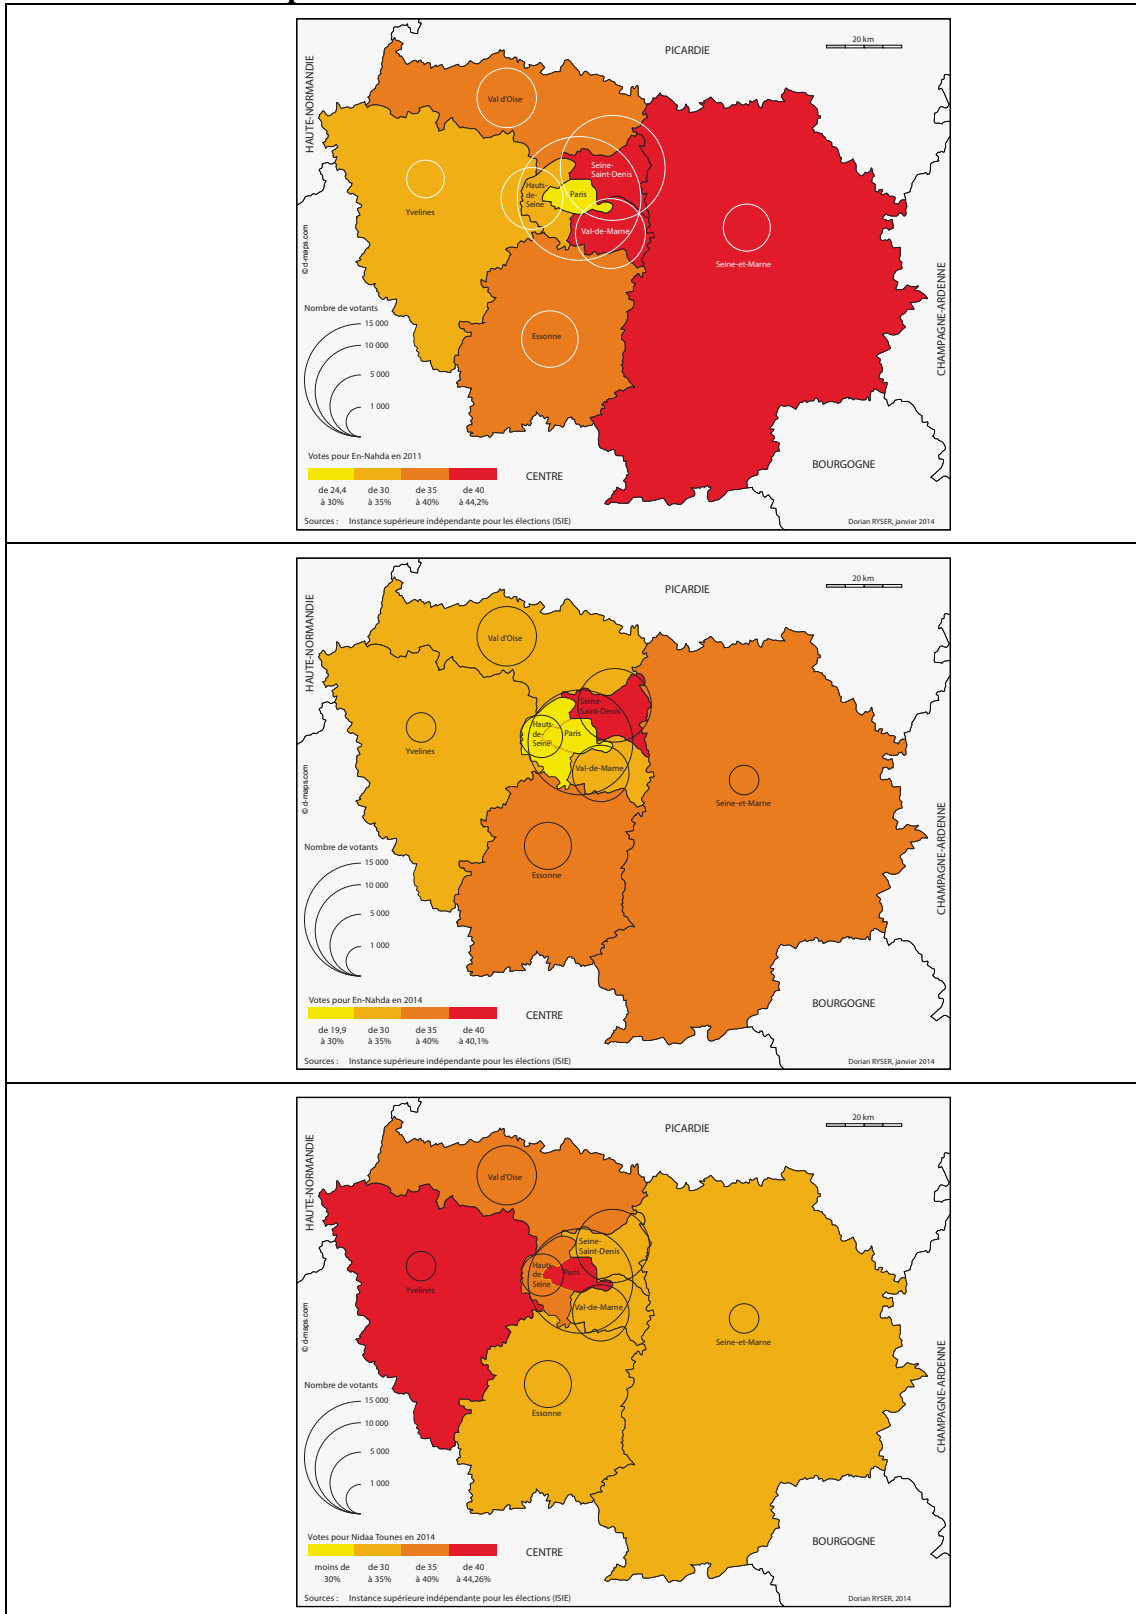 PICARDIE
20 km
HAUTE-NORMANDIE
Val d'Oise
Seine-
Saint-Denis
Hauts-
de-
Seine
Paris
Yvelines
Val-de-Marne
Seine-et-Marne
© d-maps.com
CHAMPAGNE-ARDENNE
Essonne
Nombre de votants
15 000
10 000
5 000
1 000
Votes pour En-Nahda en 2011
de 24,4 à 30%
de 30 à 35%
de 35 à 40%
de 40 à 44,2%
CENTRE
BOURGOGNE
Sources : Instance supérieure indépendante pour les élections (ISIE)
Dorian RYSER, janvier 2014
PICARDIE
20 km
HAUTE-NORMANDIE
Val d'Oise
Seine-
Saint-Denis
Hauts-
de-
Seine
Paris
Yvelines
Val-de-Marne
Seine-et-Marne
© d-maps.com
CHAMPAGNE-ARDENNE
Essonne
Nombre de votants
15 000
10 000
5 000
1 000
Votes pour En-Nahda en 2014
de 19,9 à 30%
de 30 à 35%
de 35 à 40%
de 40 à 40,1%
CENTRE
BOURGOGNE
Sources : Instance supérieure indépendante pour les élections (ISIE)
Dorian RYSER, janvier 2014
PICARDIE
20 km
HAUTE-NORMANDIE
Val d'Oise
Seine-
Saint-Denis
Hauts-
de-
Seine
Paris
Yvelines
Val-de-Marne
Seine-et-Marne
© d-maps.com
CHAMPAGNE-ARDENNE
Essonne
Nombre de votants
15 000
10 000
5 000
1 000
Votes pour Nidaa Tounes en 2014
moins de 30%
de 30 à 35%
de 35 à 40%
de 40 à 44,26%
CENTRE
BOURGOGNE
Sources : Instance supérieure indépendante pour les élections (ISIE)
Dorian RYSER, 2014